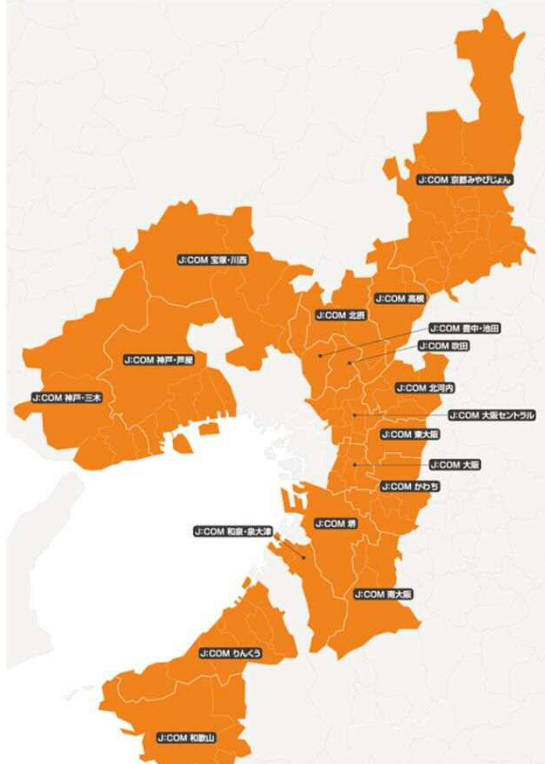 J:COM 京都みやびじょん
J:COM 宝塚・川西
J:COM 高槻
J:COM 北摂
J:COM 豊中・池田
J:COM 吹田
J:COM 神戸・芦屋
J:COM 北河内
J:COM 神戸・三木
J:COM 大阪セントラル
J:COM 東大阪
J:COM 大阪
J:COM かわち
J:COM 堺
J:COM 和泉・泉大津
J:COM 南大阪
J:COM りんくう
J:COM 和歌山